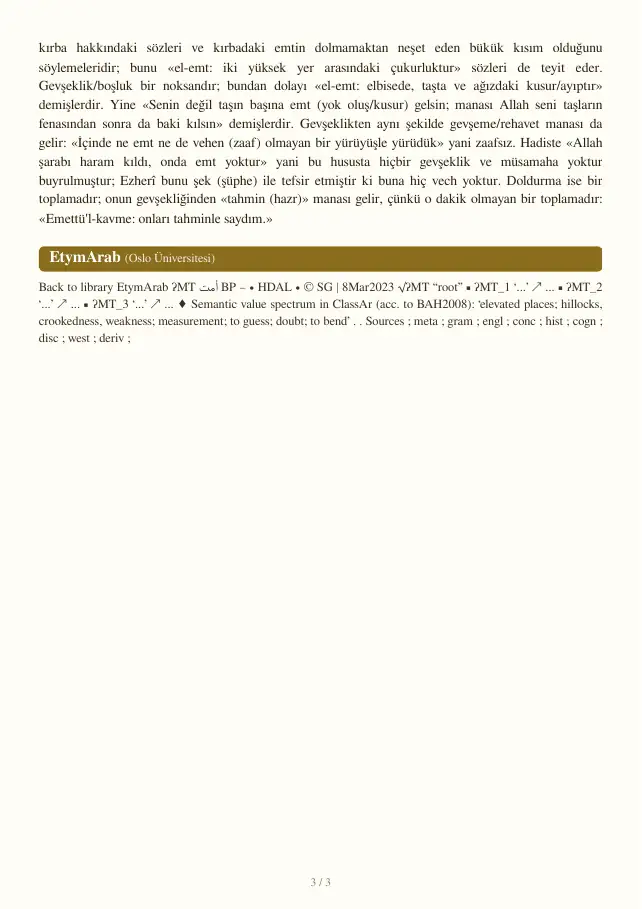 kırba hakkındaki sözleri ve kırbadaki emtin dolmamaktan neşet eden bükük kısım olduğunu
söylemeleridir; bunu «el-emt: iki yüksek yer arasındaki çukurluktur» sözleri de teyit eder.
Gevşeklik/boşluk bir noksandır; bundan dolayı «el-emt: elbisede, taşta ve ağızdaki kusur/ayıptır»
demişlerdir. Yine «Senin değil taşın başına emt (yok oluş/kusur) gelsin; manası Allah seni taşların
fenasından sonra da baki kılsın» demişlerdir. Gevşeklikten aynı şekilde gevşeme/rehavet manası da
gelir: «İçinde ne emt ne de vehen (zaaf) olmayan bir yürüyüşle yürüdük» yani zaafsız. Hadiste «Allah
şarabı haram kıldı, onda emt yoktur» yani bu hususta hiçbir gevşeklik ve müsamaha yoktur
buyrulmuştur; Ezherî bunu şek (şüphe) ile tefsir etmiştir ki buna hiç vech yoktur. Doldurma ise bir
toplamadır; onun gevşekliğinden «tahmin (hazr)» manası gelir, çünkü o dakik olmayan bir toplamadır:
«Emettü'l-kavme: onları tahminle saydım.»
EtymArab (Oslo Üniversitesi)
Back to library EtymArab ʔMT أمت BP – • HDAL • © SG | 8Mar2023 √ʔMT “root” ▪ ʔMT_1 ‘...’ ↗ ... ▪ ʔMT_2
‘...’ ↗ ... ▪ ʔMT_3 ‘...’ ↗ ... ♦ Semantic value spectrum in ClassAr (acc. to BAH2008): ‘elevated places; hillocks,
crookedness, weakness; measurement; to guess; doubt; to bend’ . . Sources ; meta ; gram ; engl ; conc ; hist ; cogn ;
disc ; west ; deriv ;
3 / 3